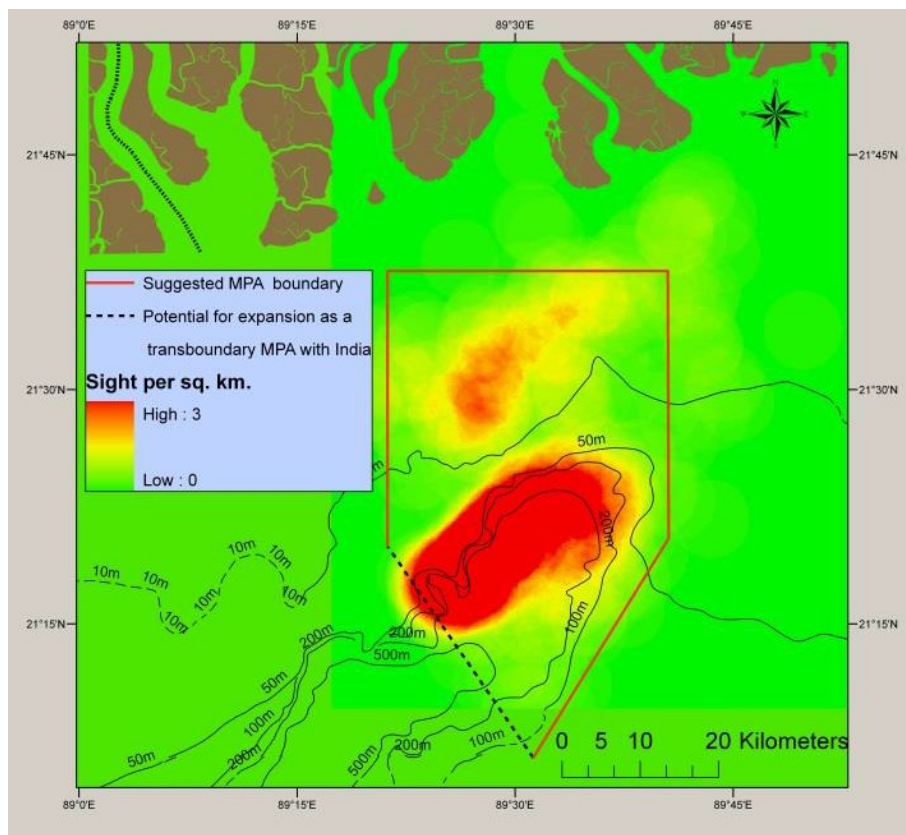 89°0'E 89°15'E 89°30'E 89°45'E
N
W E
S
21°45'N 21°45'N
Suggested MPA boundary
Potential for expansion as a
transboundary MPA with India
Sight per sq. km.
High : 3
Low : 0
21°30'N 21°30'N
50m
200m
10m 10m 10m
10m 10m 10m
21°15'N 21°15'N
100m
200m 200m
500m
50m
100m
200m
50m
500m 200m 100m
0 5 10 20 Kilometers
89°0'E 89°15'E 89°30'E 89°45'E